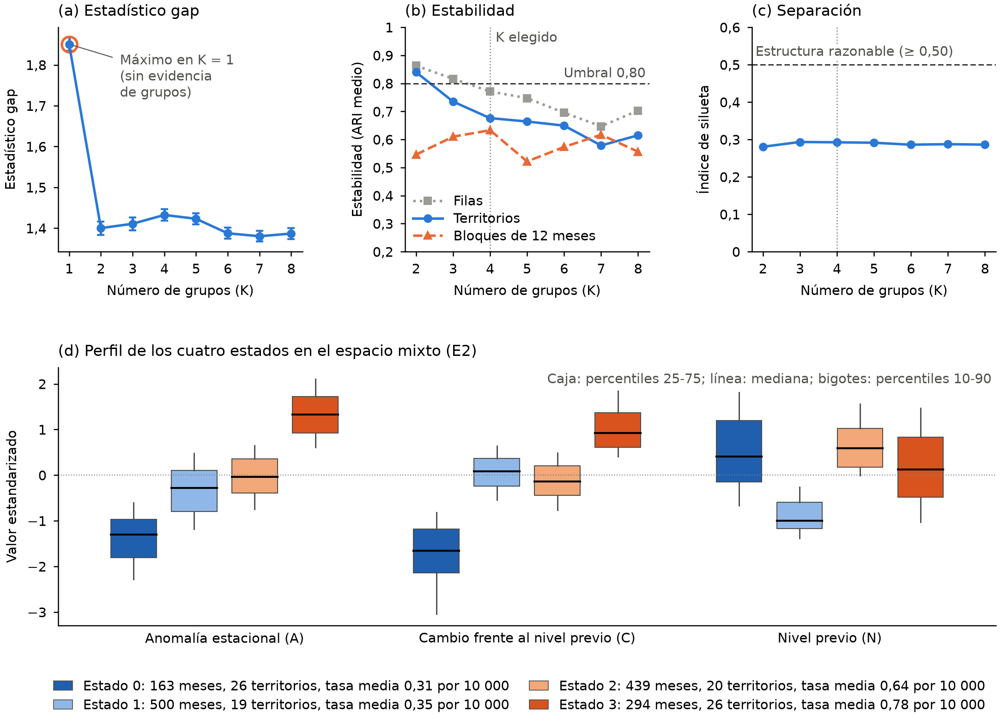 (a) Estadístico gap
Estadístico gap
1,8
1,7
1,6
1,5
1,4
Máximo en K = 1
(sin evidencia
de grupos)
1 2 3 4 5 6 7 8
Número de grupos (K)
(b) Estabilidad
Estabilidad (ARI medio)
1
0,9
0,8
0,7
0,6
0,5
0,4
0,3
0,2
K elegido
Umbral 0,80
Filas
Territorios
Bloques de 12 meses
2 3 4 5 6 7 8
Número de grupos (K)
(c) Separación
Índice de silueta
0,6
0,5
0,4
0,3
0,2
0,1
0
Estructura razonable (≥ 0,50)
2 3 4 5 6 7 8
Número de grupos (K)
(d) Perfil de los cuatro estados en el espacio mixto (E2)
Caja: percentiles 25-75; línea: mediana; bigotes: percentiles 10-90
Valor estandarizado
2
1
0
−1
−2
−3
Anomalía estacional (A)
Cambio frente al nivel previo (C)
Nivel previo (N)
Estado 0: 163 meses, 26 territorios, tasa media 0,31 por 10 000
Estado 1: 500 meses, 19 territorios, tasa media 0,35 por 10 000
Estado 2: 439 meses, 20 territorios, tasa media 0,64 por 10 000
Estado 3: 294 meses, 26 territorios, tasa media 0,78 por 10 000